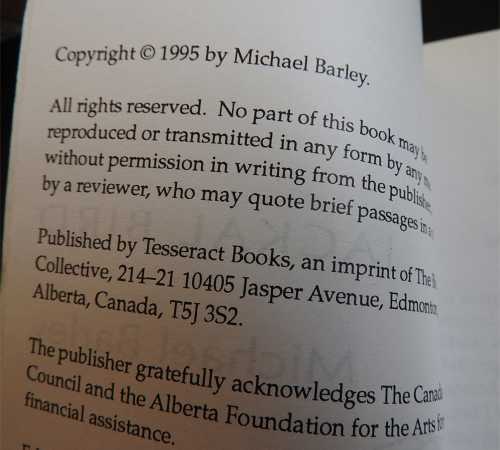 Copyright © 1995 by Michael Barley.
All rights reserved. No part of this book may
reproduced or transmitted in any form by any
without permission in writing from the
by a reviewer, who may quote brief passages in
Published by Tesseract Books, an imprint of The
Collective, 214–21 10405 Jasper Avenue,
Alberta, Canada, T5J 3S2.
The publisher gratefully acknowledges The
Council and the Alberta Foundation for the Arts
financial assistance.